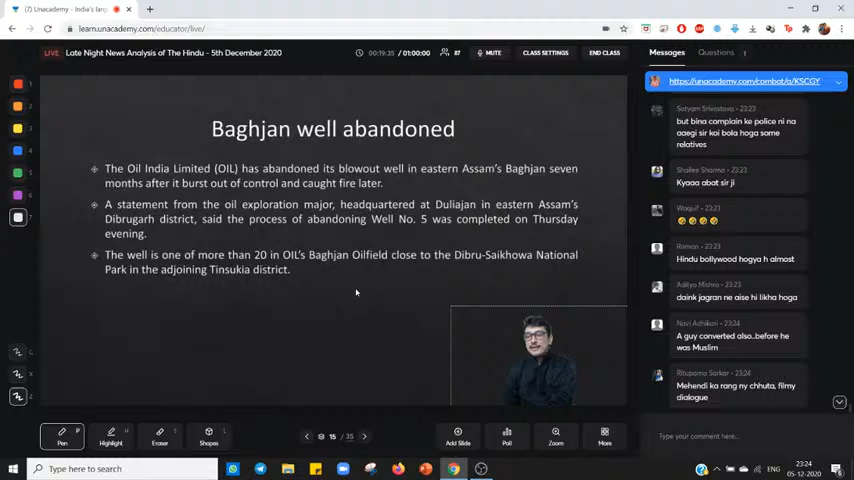 (7) Unacademy - India's larg
learn.unacademy.com/educator/live/
LIVE Late Night News Analysis of The Hindu - 5th December 2020
00:19:35 / 01:00:00
87
MUTE
CLASS SETTINGS
END CLASS
Messages
Questions 1
1
2
3
4
5
6
7
Baghjan well abandoned
The Oil India Limited (OIL) has abandoned its blowout well in eastern Assam's Baghjan seven
months after it burst out of control and caught fire later.
A statement from the oil exploration major, headquartered at Duliajan in eastern Assam's
Dibrugarh district, said the process of abandoning Well No. 5 was completed on Thursday
evening.
The well is one of more than 20 in OIL's Baghjan Oilfield close to the Dibru-Saikhowa National
Park in the adjoining Tinsukia district.
https://unacademy.com/combat/a/KSCGY
Satyam Srivastava • 23:23
but bina complain ke police ni na
aaegi sir koi bola hoga some
relatives
Shailee Sharma • 23:23
Kyaaa abat sir ji
Waquif • 23:23
🤣🤣🤣🤣
23:23
Hindu bollywood hogya h almost
Aditya Mishra • 23:23
daink jagran ne aise hi likha hoga
Navi Adhikari • 23:24
A guy converted also..before he
was Muslim
Rituparna Sarkar • 23:24
Mehendi ka rang ny chhuta, filmy
dialogue
Type your comment here...
Pen
P
Highlight
Eraser
Shapes
L
X
Z
15 / 35
Add Slide
Poll
Zoom
More
Type here to search
ENG
23:24
05-12-2020